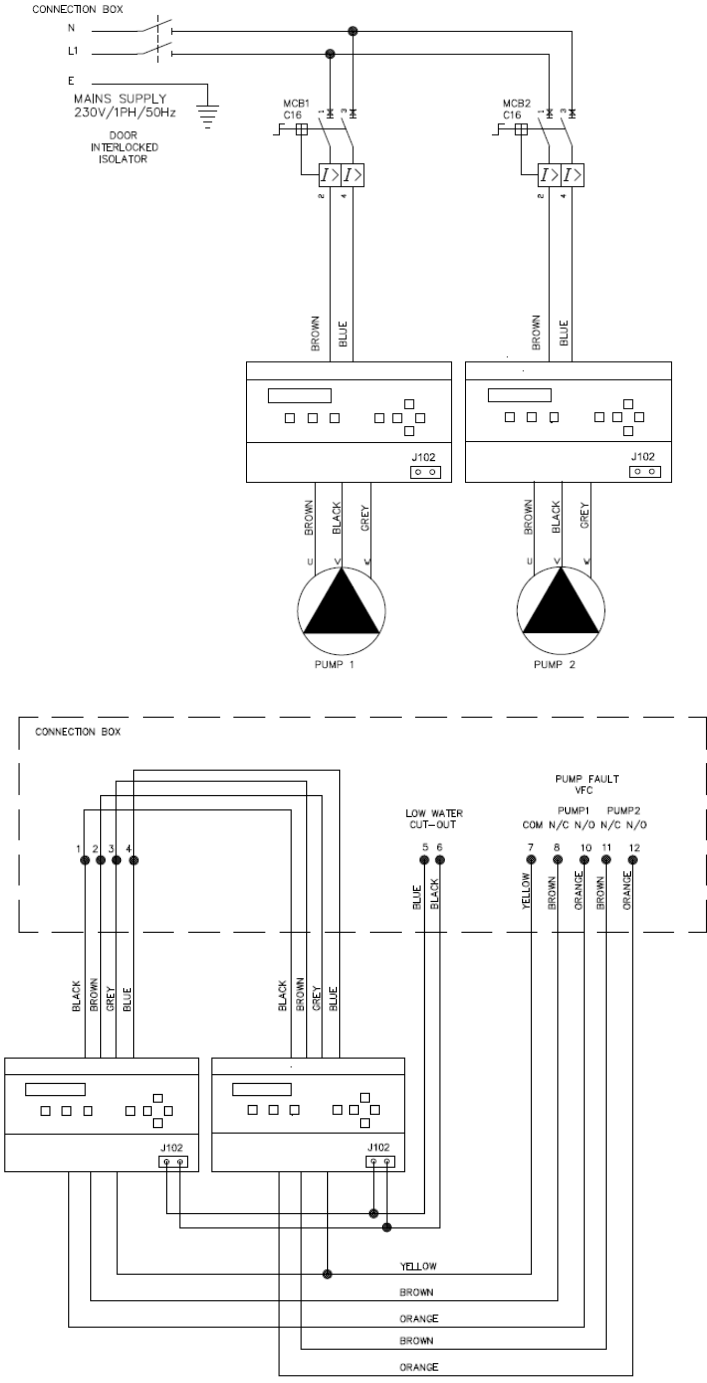 CONNECTION BOX
N
L1
E
MAINS SUPPLY
230V/1PH/50Hz
DOOR
INTERLOCKED
ISOLATOR
MCB1
C16
1
3
I>
I>
2
4
MCB2
C16
1
3
I>
I>
2
4
BROWN
BLUE
BROWN
BLUE
J102
J102
BROWN
BLACK
GREY
BROWN
BLACK
GREY
U
V
W
U
V
W
PUMP 1
PUMP 2
CONNECTION BOX
PUMP FAULT
VFC
LOW WATER
CUT-OUT
PUMP1 PUMP2
COM N/C N/O N/C N/O
1 2 3 4
5 6
7 8 10 11 12
BLUE
BLACK
YELLOW
BROWN
ORANGE
BROWN
ORANGE
BLACK
BROWN
GREY
BLUE
BLACK
BROWN
GREY
BLUE
J102
J102
YELLOW
BROWN
ORANGE
BROWN
ORANGE